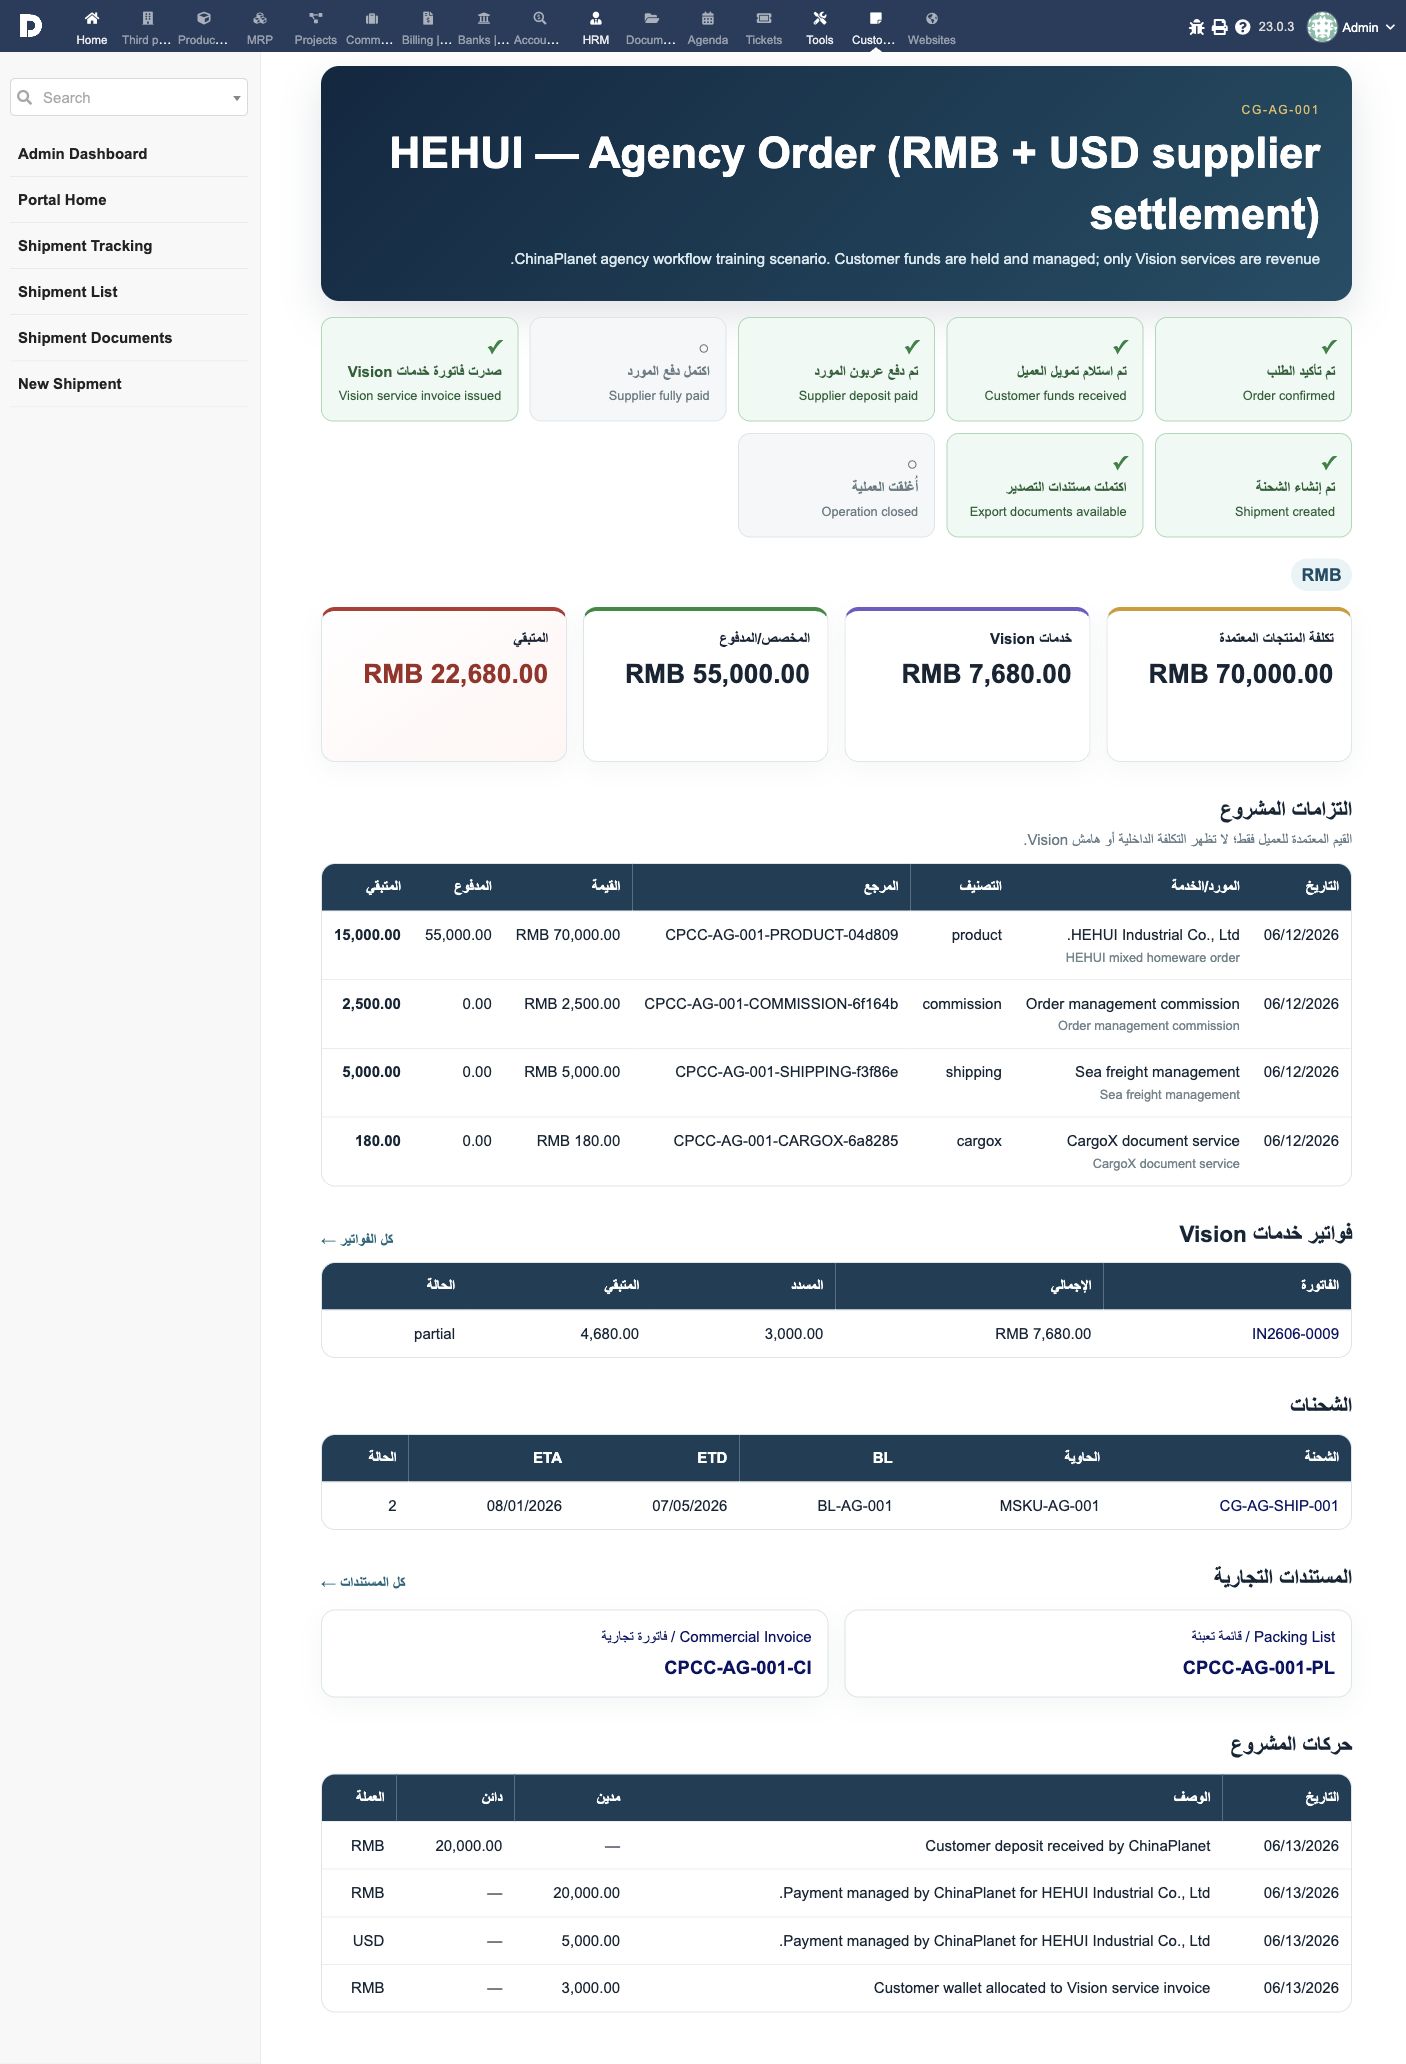 Home
Third p...
Produc...
MRP
Projects
Comm...
Billing |...
Banks |...
Accou...
HRM
Docum...
Agenda
Tickets
Tools
Custo...
Websites
23.0.3
Admin
Search
Admin Dashboard
Portal Home
Shipment Tracking
Shipment List
Shipment Documents
New Shipment
CG-AG-001
HEHUI — Agency Order (RMB + USD supplier
settlement)
.ChinaPlanet agency workflow training scenario. Customer funds are held and managed; only Vision services are revenue
تم تأكيد الطلب
Order confirmed
تم استلام تمويل العميل
Customer funds received
تم دفع عربون المورد
Supplier deposit paid
اكتمل دفع المورد
Supplier fully paid
صدرت فاتورة خدمات Vision
Vision service invoice issued
تم إنشاء الشحنة
Shipment created
اكتملت مستندات التصدير
Export documents available
أُغلقت العملية
Operation closed
RMB
تكلفة المنتجات المعتمدة
RMB 70,000.00
خدمات Vision
RMB 7,680.00
المخصص/المدفوع
RMB 55,000.00
المتبقي
RMB 22,680.00
التزامات المشروع
القيم المعتمدة للعميل فقط؛ لا تظهر التكلفة الداخلية أو هامش Vision.
التاريخ المورد/الخدمة التصنيف المرجع القيمة المدفوع المتبقي
06/12/2026 .HEHUI Industrial Co., Ltd product CPCC-AG-001-PRODUCT-04d809 RMB 70,000.00 55,000.00 15,000.00
HEHUI mixed homeware order
06/12/2026 Order management commission commission CPCC-AG-001-COMMISSION-6f164b RMB 2,500.00 0.00 2,500.00
Order management commission
06/12/2026 Sea freight management shipping CPCC-AG-001-SHIPPING-f3f86e RMB 5,000.00 0.00 5,000.00
Sea freight management
06/12/2026 CargoX document service cargox CPCC-AG-001-CARGOX-6a8285 RMB 180.00 0.00 180.00
CargoX document service
فواتير خدمات Vision
كل الفواتير ←
الفاتورة الإجمالي المسدد المتبقي الحالة
IN2606-0009 RMB 7,680.00 3,000.00 4,680.00 partial
الشحنات
الشحنة الحاوية BL ETD ETA الحالة
CG-AG-SHIP-001 MSKU-AG-001 BL-AG-001 07/05/2026 08/01/2026 2
المستندات التجارية
كل المستندات ←
Packing List / قائمة تعبئة
CPCC-AG-001-PL
Commercial Invoice / فاتورة تجارية
CPCC-AG-001-CI
حركات المشروع
التاريخ الوصف مدين دائن العملة
06/13/2026 Customer deposit received by ChinaPlanet — 20,000.00 RMB
06/13/2026 .Payment managed by ChinaPlanet for HEHUI Industrial Co., Ltd 20,000.00 — RMB
06/13/2026 .Payment managed by ChinaPlanet for HEHUI Industrial Co., Ltd 5,000.00 — USD
06/13/2026 Customer wallet allocated to Vision service invoice 3,000.00 — RMB